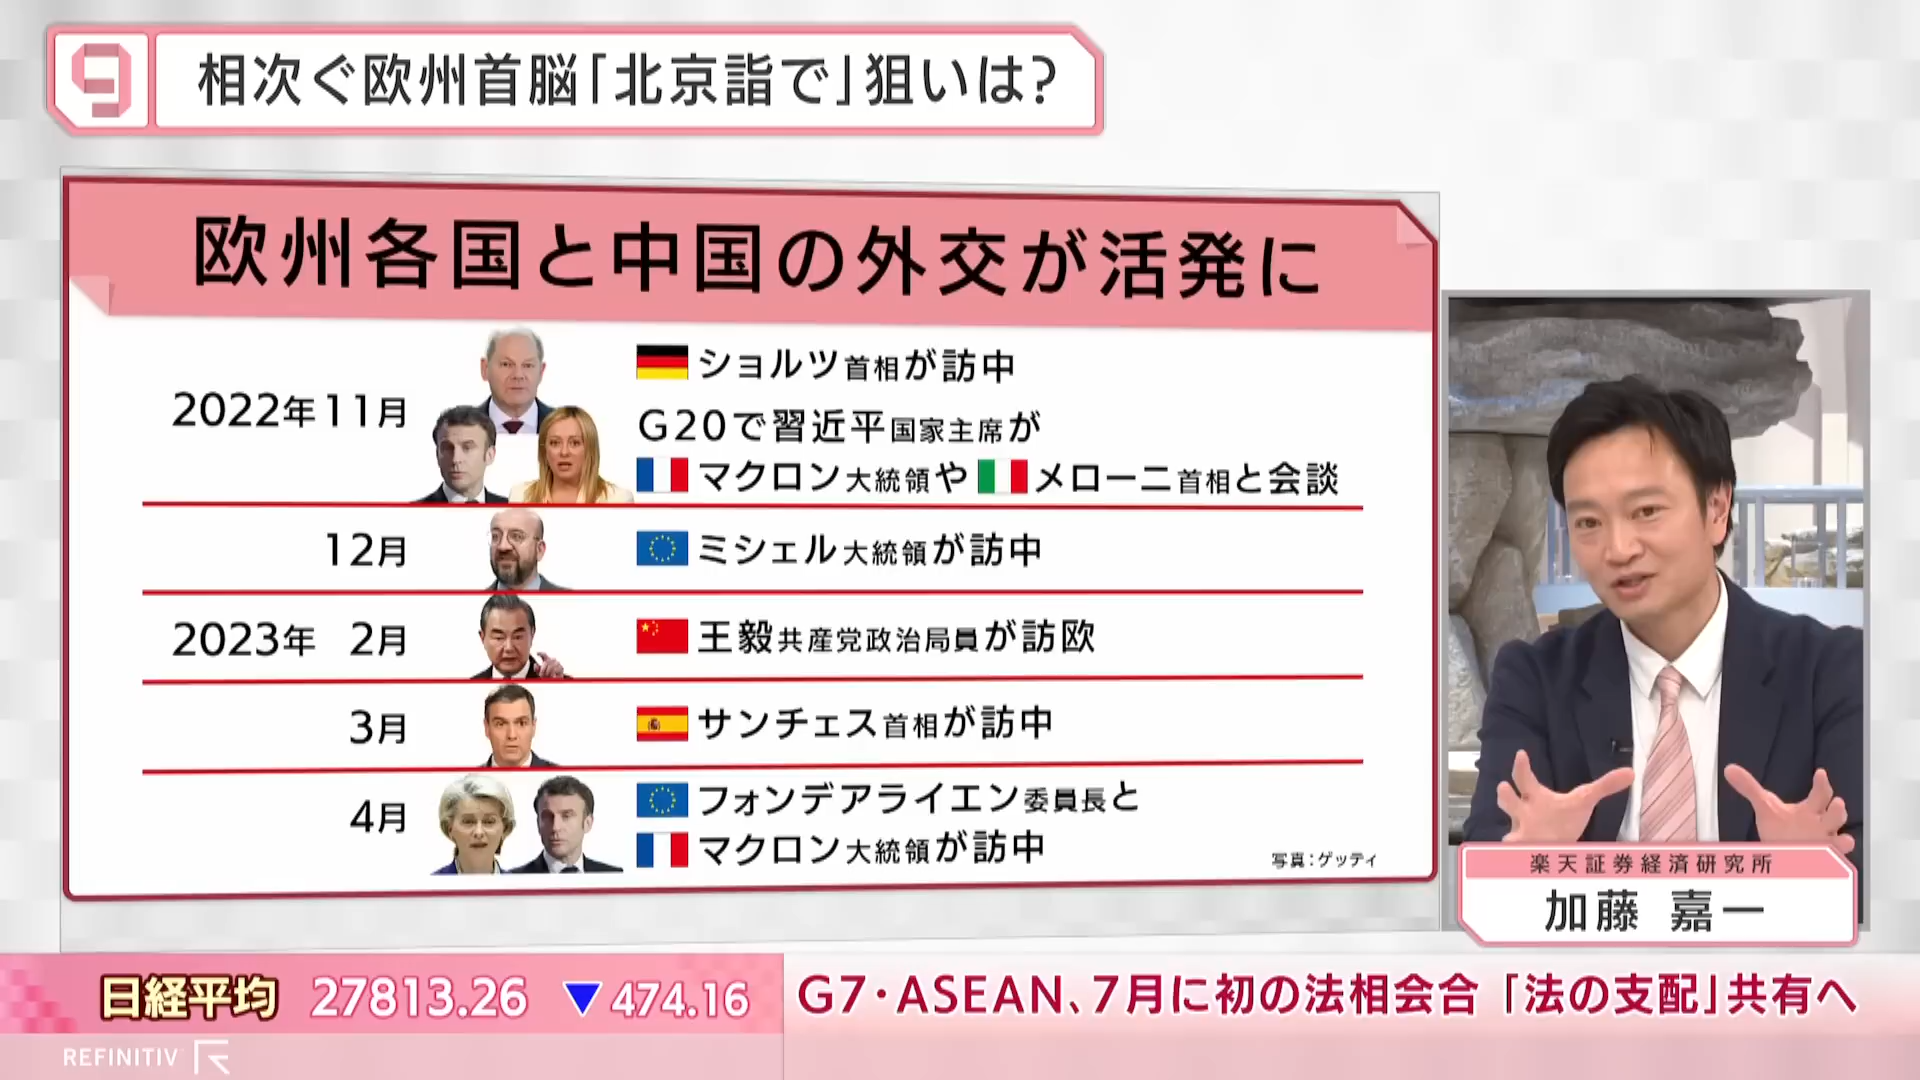 9
相次ぐ欧州首脳「北京詣で」狙いは?
欧州各国と中国の外交が活発に
2022年11月
ショルツ首相が訪中
G20で習近平国家主席が
マクロン大統領やメローニ首相と会談
12月
ミシェル大統領が訪中
2023年 2月
王毅共産党政治局員が訪欧
3月
サンチェス首相が訪中
4月
フォンデアライエン委員長と
マクロン大統領が訪中
写真:ゲッティ
楽天証券経済研究所
加藤 嘉一
日経平均 27813.26 ▼474.16
G7・ASEAN、7月に初の法相会合「法の支配」共有へ
REFINITIV